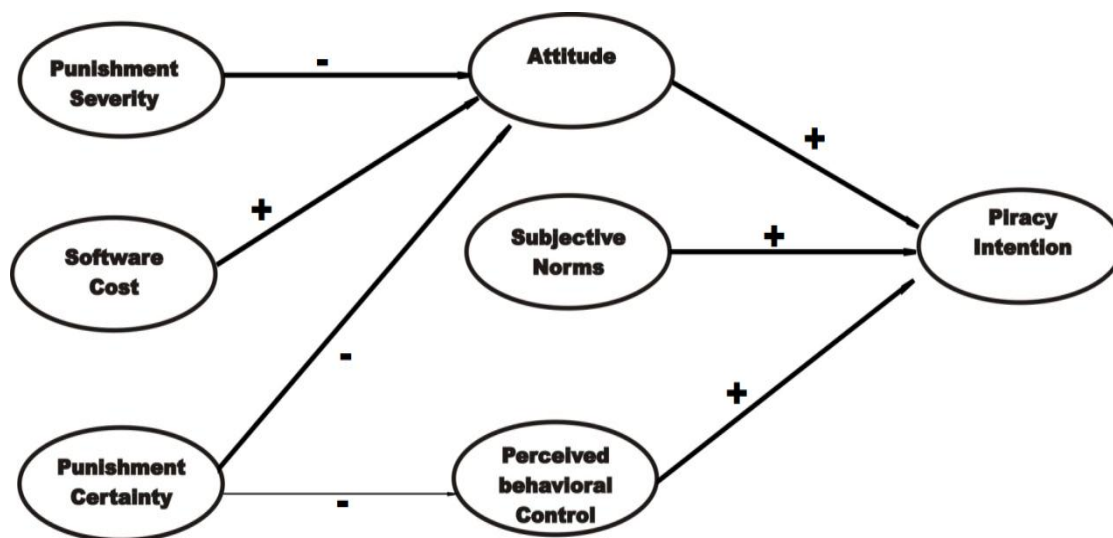 Punishment
Severity
-
Attitude
+
Software
Cost
+
Subjective
Norms
+
Piracy
Intention
-
Punishment
Certainty
-
Perceived
behavioral
Control
+